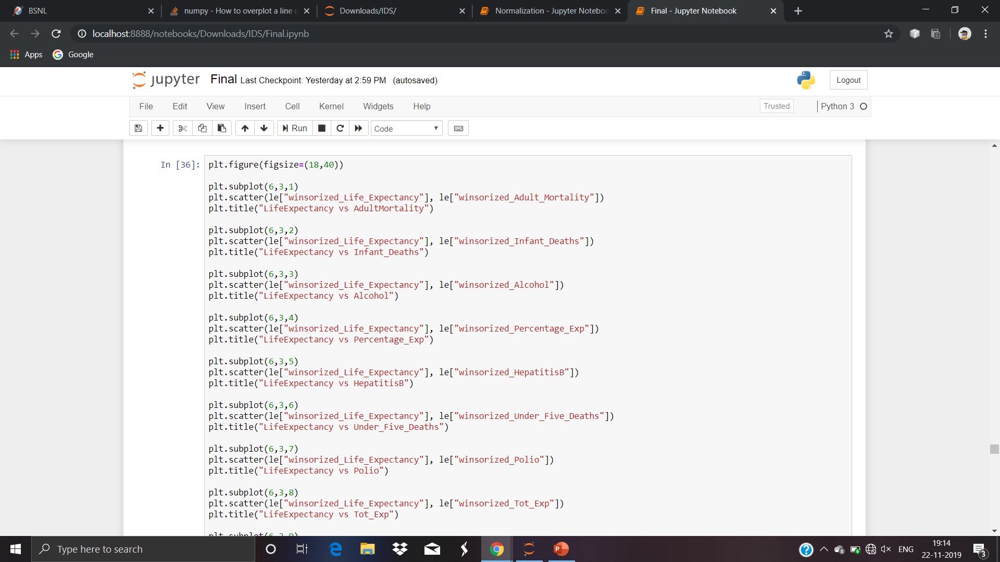 BSNL
numpy - How to overplot a line
Downloads/IDS/
Normalization - Jupyter Noteboo
Final - Jupyter Notebook
localhost:8888/notebooks/Downloads/IDS/Final.ipynb
Apps
Google
jupyter
Final Last Checkpoint: Yesterday at 2:59 PM (autosaved)
Logout
File Edit View Insert Cell Kernel Widgets Help
Trusted
Python 3
Run
Code
In [36]:
plt.figure(figsize=(18,40))
plt.subplot(6,3,1)
plt.scatter(le["winsorized_Life_Expectancy"], le["winsorized_Adult_Mortality"])
plt.title("LifeExpectancy vs AdultMortality")
plt.subplot(6,3,2)
plt.scatter(le["winsorized_Life_Expectancy"], le["winsorized_Infant_Deaths"])
plt.title("LifeExpectancy vs Infant_Deaths")
plt.subplot(6,3,3)
plt.scatter(le["winsorized_Life_Expectancy"], le["winsorized_Alcohol"])
plt.title("LifeExpectancy vs Alcohol")
plt.subplot(6,3,4)
plt.scatter(le["winsorized_Life_Expectancy"], le["winsorized_Percentage_Exp"])
plt.title("LifeExpectancy vs Percentage_Exp")
plt.subplot(6,3,5)
plt.scatter(le["winsorized_Life_Expectancy"], le["winsorized_HepatitisB"])
plt.title("LifeExpectancy vs HepatitisB")
plt.subplot(6,3,6)
plt.scatter(le["winsorized_Life_Expectancy"], le["winsorized_Under_Five_Deaths"])
plt.title("LifeExpectancy vs Under_Five_Deaths")
plt.subplot(6,3,7)
plt.scatter(le["winsorized_Life_Expectancy"], le["winsorized_Polio"])
plt.title("LifeExpectancy vs Polio")
plt.subplot(6,3,8)
plt.scatter(le["winsorized_Life_Expectancy"], le["winsorized_Tot_Exp"])
plt.title("LifeExpectancy vs Tot_Exp")
plt.subplot(6,3,9)
Type here to search
ENG
19:14
22-11-2019
3